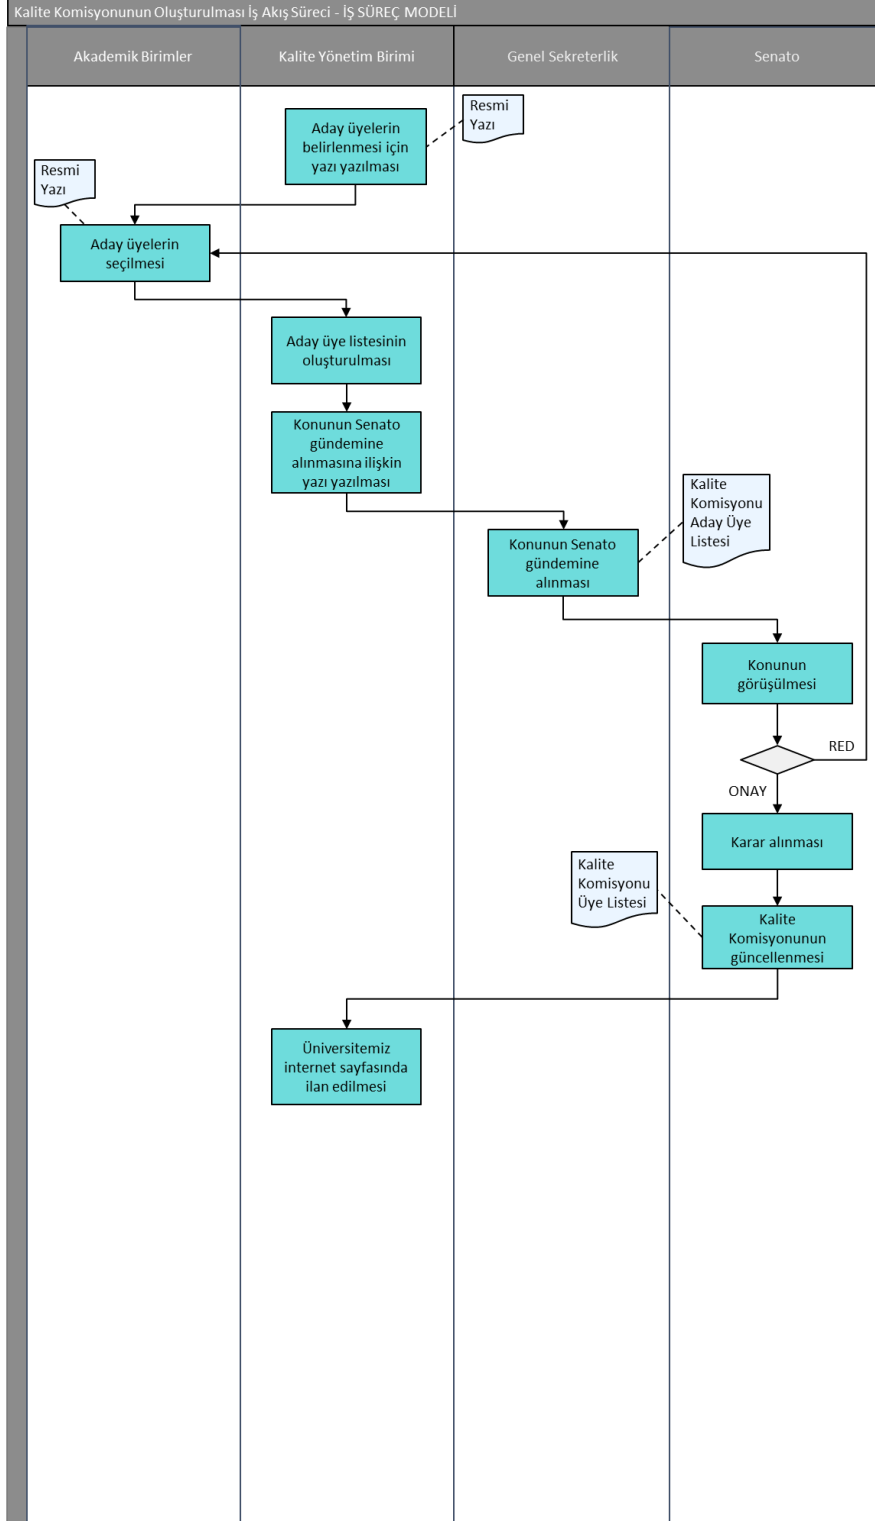 Kalite Komisyonunun Oluşturulması İş Akış Süreci - İŞ SÜREÇ MODELİ
Akademik Birimler
Kalite Yönetim Birimi
Genel Sekreterlik
Senato
Aday üyelerin
belirlenmesi için
yazı yazılması
Resmi
Yazı
Resmi
Yazı
Aday üyelerin
seçilmesi
Aday üye listesinin
oluşturulması
Konunun Senato
gündemine
alınmasına ilişkin
yazı yazılması
Kalite
Komisyonu
Aday Üye
Listesi
Konunun Senato
gündemine
alınması
Konunun
görüşülmesi
RED
ONAY
Karar alınması
Kalite
Komisyonu
Üye Listesi
Kalite
Komisyonunun
güncellenmesi
Üniversitemiz
internet sayfasında
ilan edilmesi